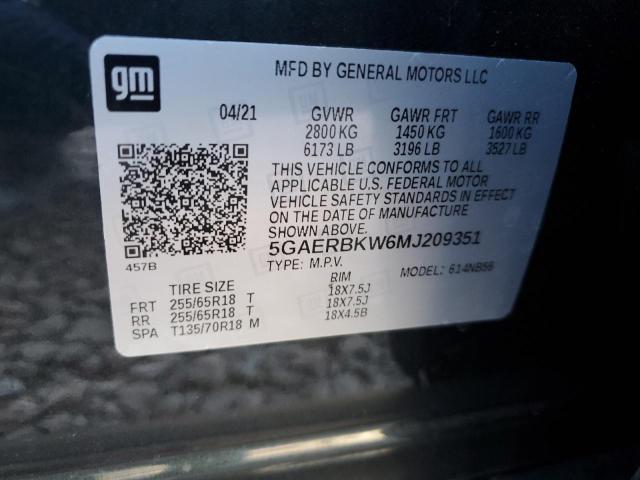 gm
MFD BY GENERAL MOTORS LLC
04/21 GVWR GAWR FRT GAWR RR
2800 KG 1450 KG 1600 KG
6173 LB 3196 LB 3527 LB
THIS VEHICLE CONFORMS TO ALL
APPLICABLE U.S. FEDERAL MOTOR
VEHICLE SAFETY STANDARDS IN EFFECT
ON THE DATE OF MANUFACTURE
SHOWN ABOVE.
457B 5GAERBKW6MJ209351
TYPE: M.P.V. MODEL: 614NB56
TIRE SIZE RIM
FRT 255/65R18 T 18X7.5J
RR 255/65R18 T 18X7.5J
SPA T135/70R18 M 18X4.5B